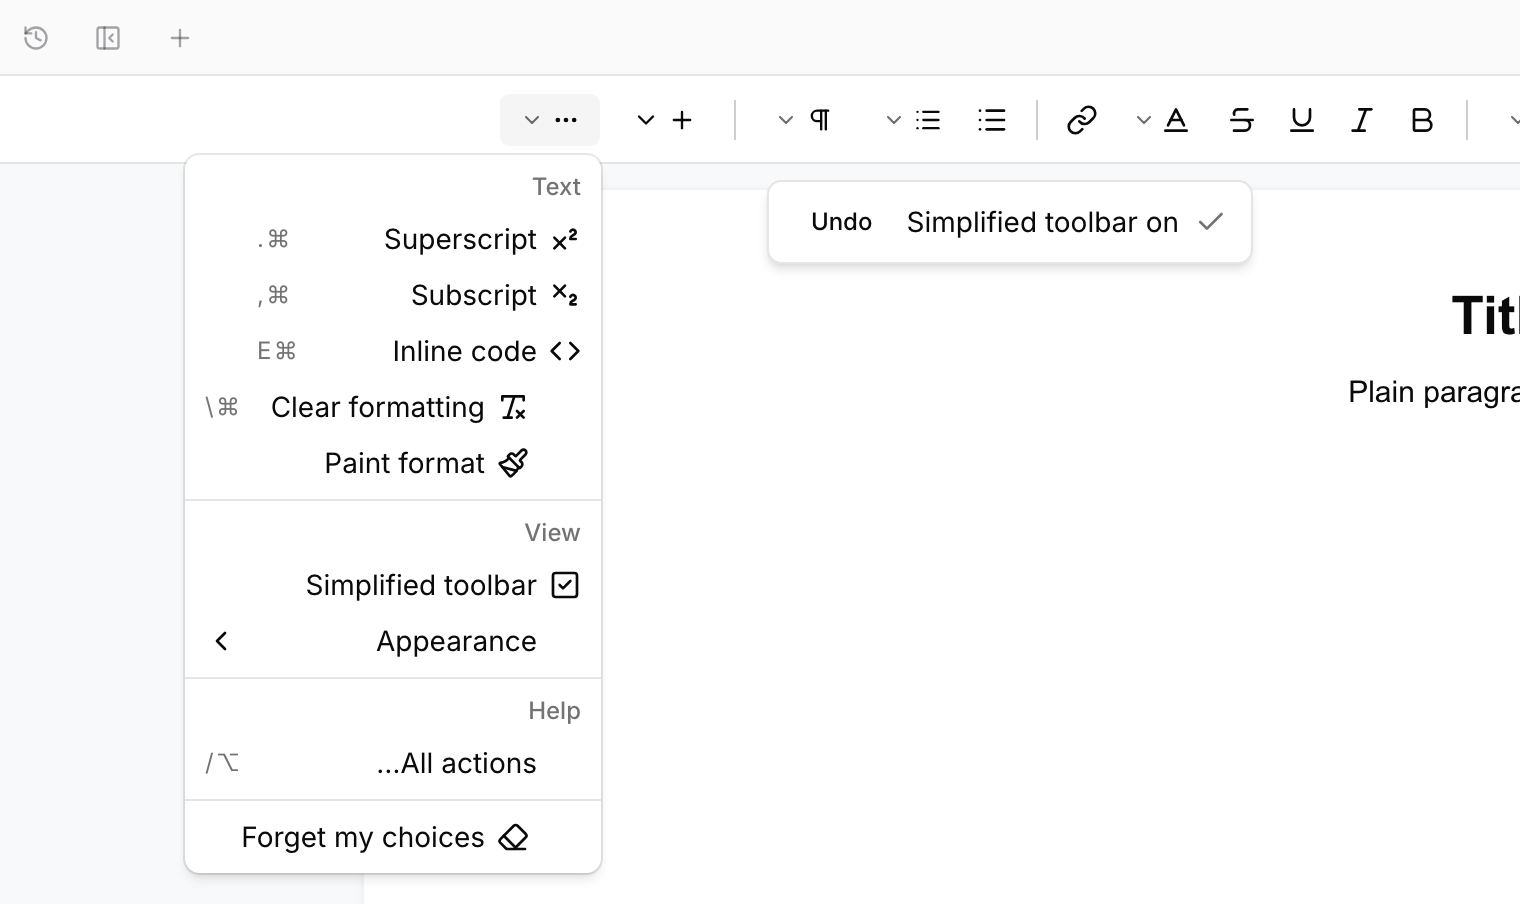 Undo Simplified toolbar on
Titl
Plain paragra
Text
Superscript .⌘
Subscript ,⌘
Inline code E⌘
Clear formatting \⌘
Paint format
View
Simplified toolbar
Appearance
Help
...All actions /⌥
Forget my choices